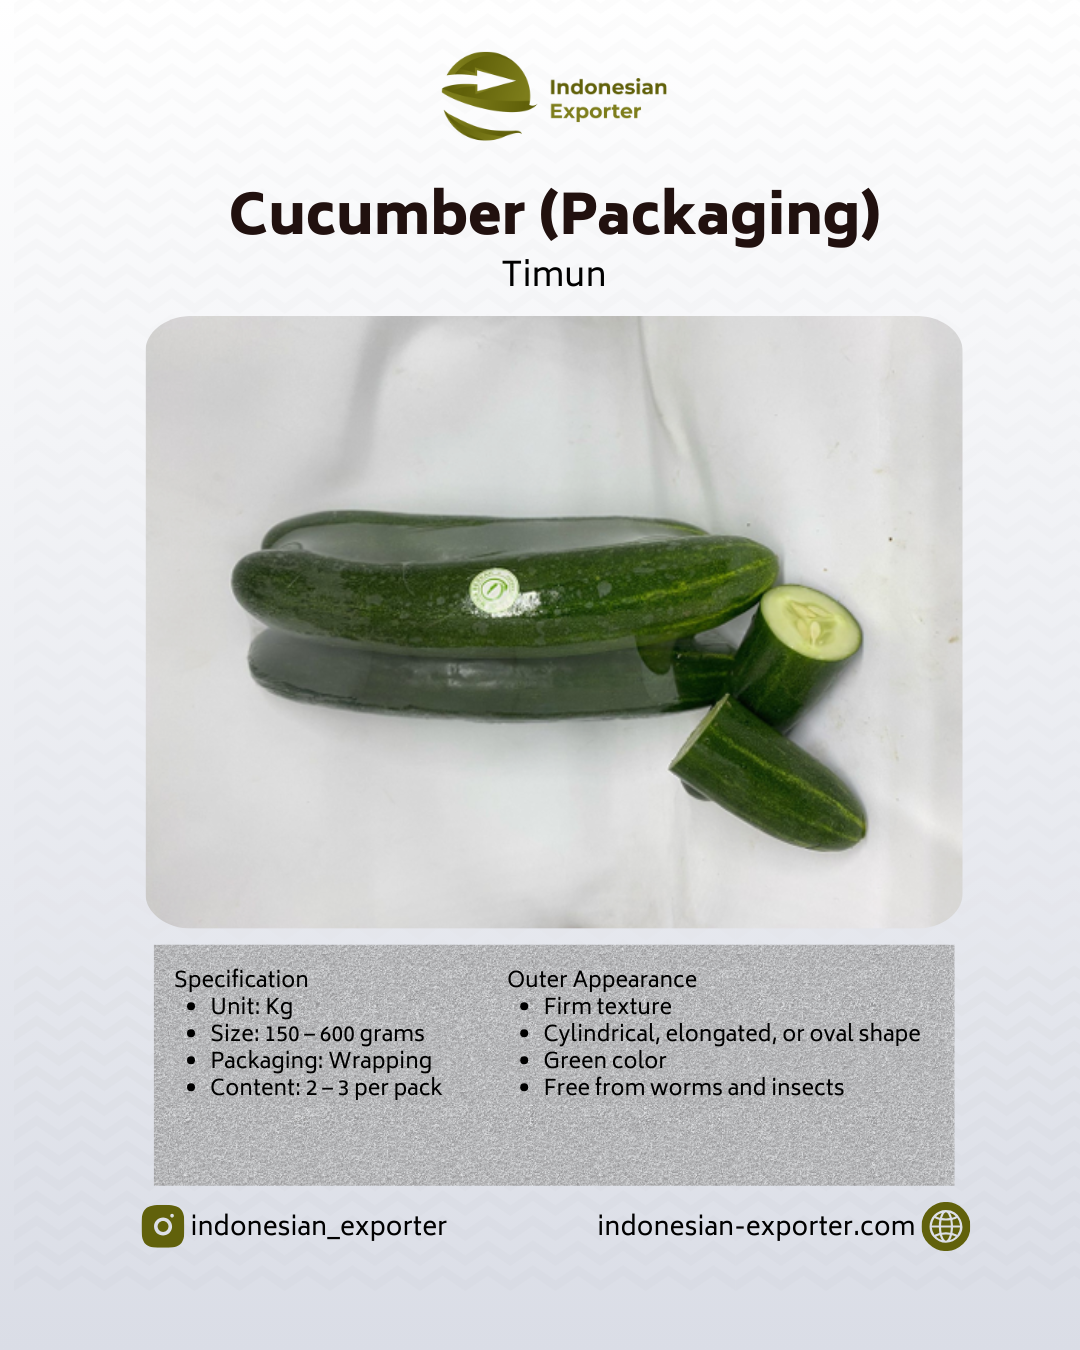 Indonesian
Exporter
Cucumber (Packaging)
Timun
Specification
• Unit: Kg
• Size: 150 – 600 grams
• Packaging: Wrapping
• Content: 2 – 3 per pack
Outer Appearance
• Firm texture
• Cylindrical, elongated, or oval shape
• Green color
• Free from worms and insects
indonesian_exporter
indonesian-exporter.com